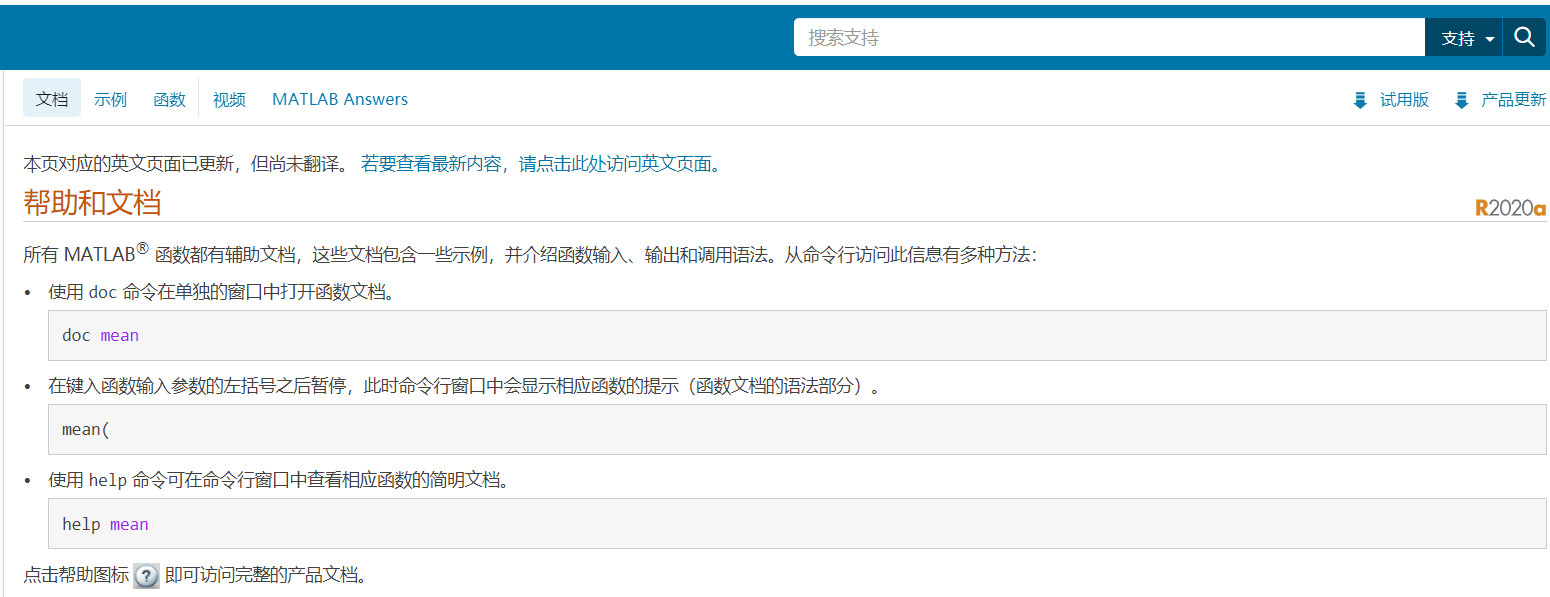 搜索支持 支持
文档 示例 函数 视频 MATLAB Answers 试用版 产品更新
本页对应的英文页面已更新，但尚未翻译。 若要查看最新内容，请点击此处访问英文页面。
帮助和文档 R2020a
所有 MATLAB® 函数都有辅助文档，这些文档包含一些示例，并介绍函数输入、输出和调用语法。从命令行访问此信息有多种方法：
• 使用 doc 命令在单独的窗口中打开函数文档。
doc mean
• 在键入函数输入参数的左括号之后暂停，此时命令行窗口中会显示相应函数的提示（函数文档的语法部分）。
mean(
• 使用 help 命令可在命令行窗口中查看相应函数的简明文档。
help mean
点击帮助图标 ? 即可访问完整的产品文档。